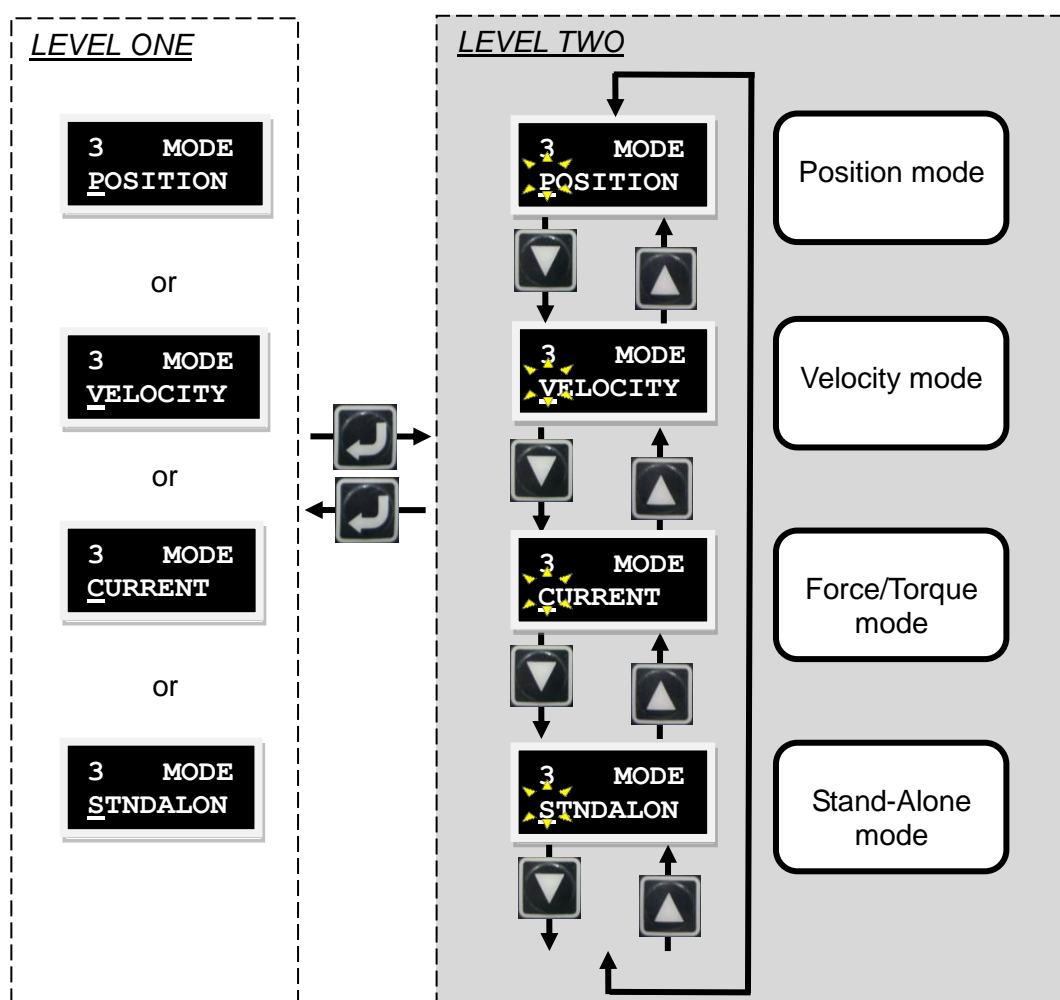 LEVEL ONE
3 MODE
POSITION
or
3 MODE
VELOCITY
or
3 MODE
CURRENT
or
3 MODE
STNDALON
LEVEL TWO
3 MODE
POSITION
Position mode
3 MODE
VELOCITY
Velocity mode
3 MODE
CURRENT
Force/Torque
mode
3 MODE
STNDALON
Stand-Alone
mode